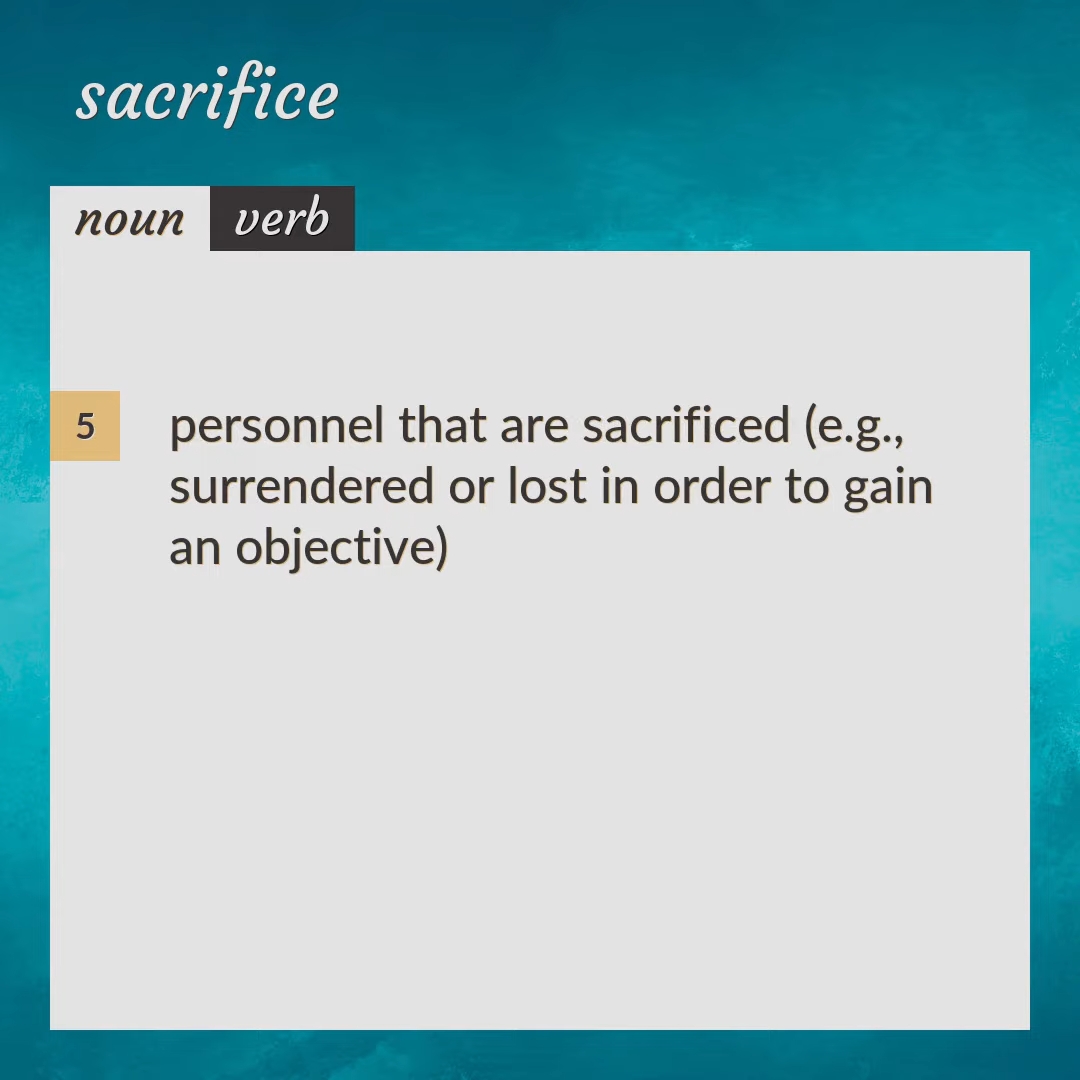 sacrifice
noun verb
5 personnel that are sacrificed (e.g.,
surrendered or lost in order to gain
an objective)